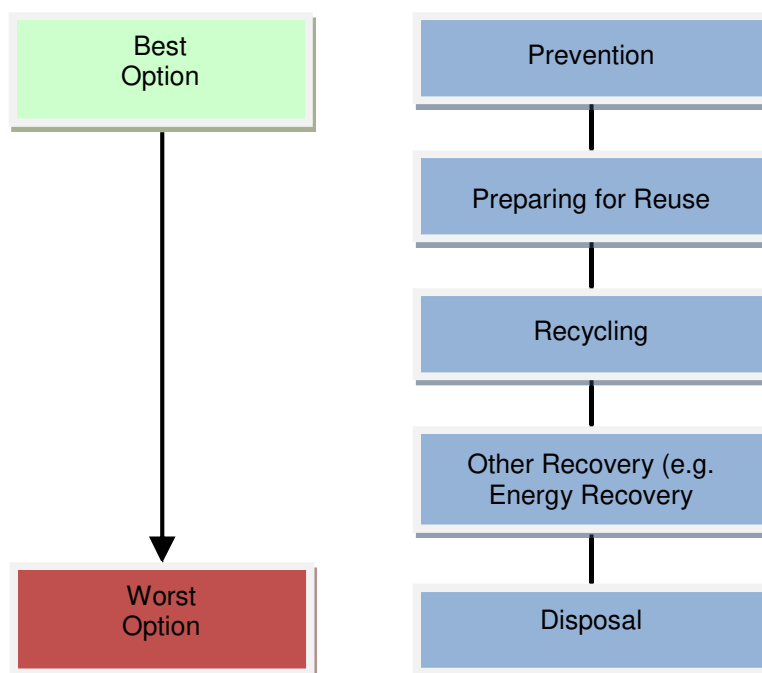 Best
Option
Prevention
Preparing for Reuse
Recycling
Other Recovery (e.g.
Energy Recovery
Worst
Option
Disposal